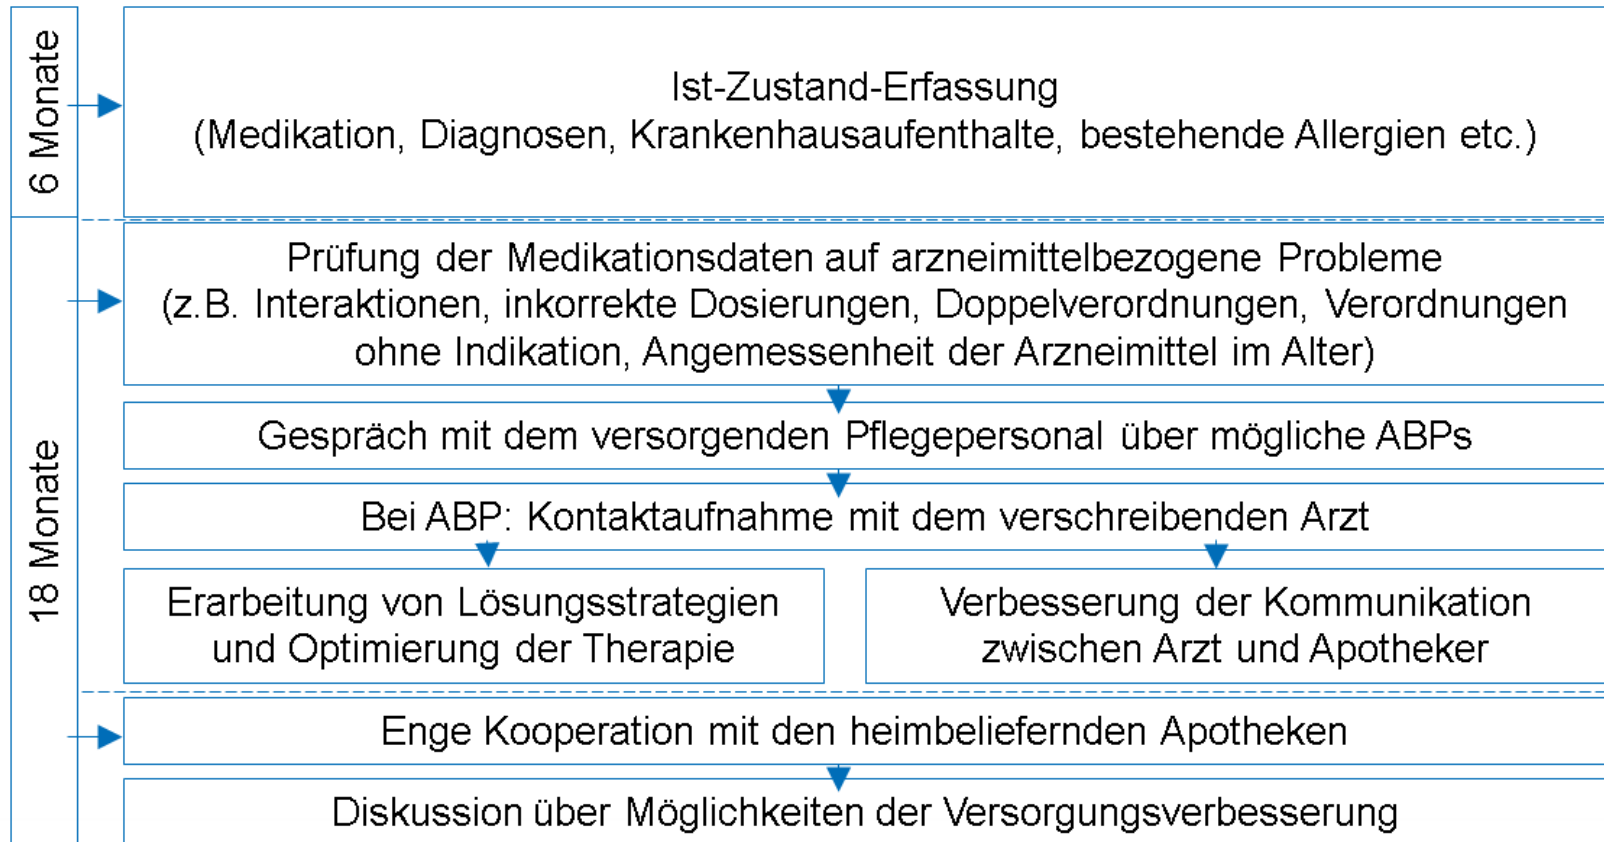 6 Monate
Ist-Zustand-Erfassung
(Medikation, Diagnosen, Krankenhausaufenthalte, bestehende Allergien etc.)
18 Monate
Prüfung der Medikationsdaten auf arzneimittelbezogene Probleme
(z.B. Interaktionen, inkorrekte Dosierungen, Doppelverordnungen, Verordnungen
ohne Indikation, Angemessenheit der Arzneimittel im Alter)
Gespräch mit dem versorgenden Pflegepersonal über mögliche ABPs
Bei ABP: Kontaktaufnahme mit dem verschreibenden Arzt
Erarbeitung von Lösungsstrategien
und Optimierung der Therapie
Verbesserung der Kommunikation
zwischen Arzt und Apotheker
Enge Kooperation mit den heimbeliefernden Apotheken
Diskussion über Möglichkeiten der Versorgungsverbesserung